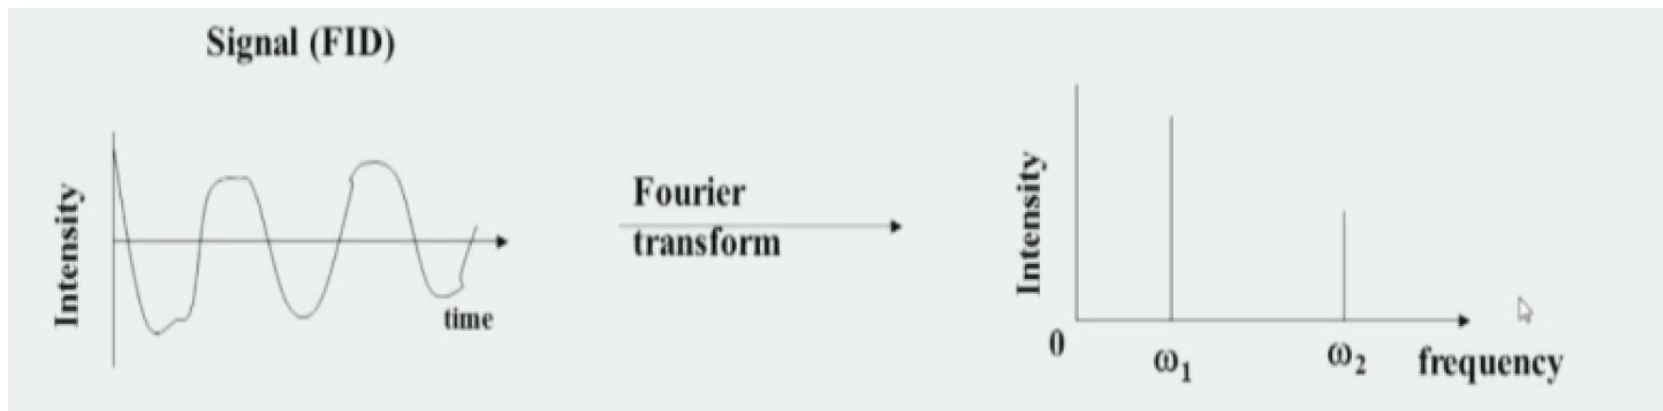 Signal (FID)
Intensity
time
Fourier
transform
Intensity
0
ω₁
ω₂
frequency